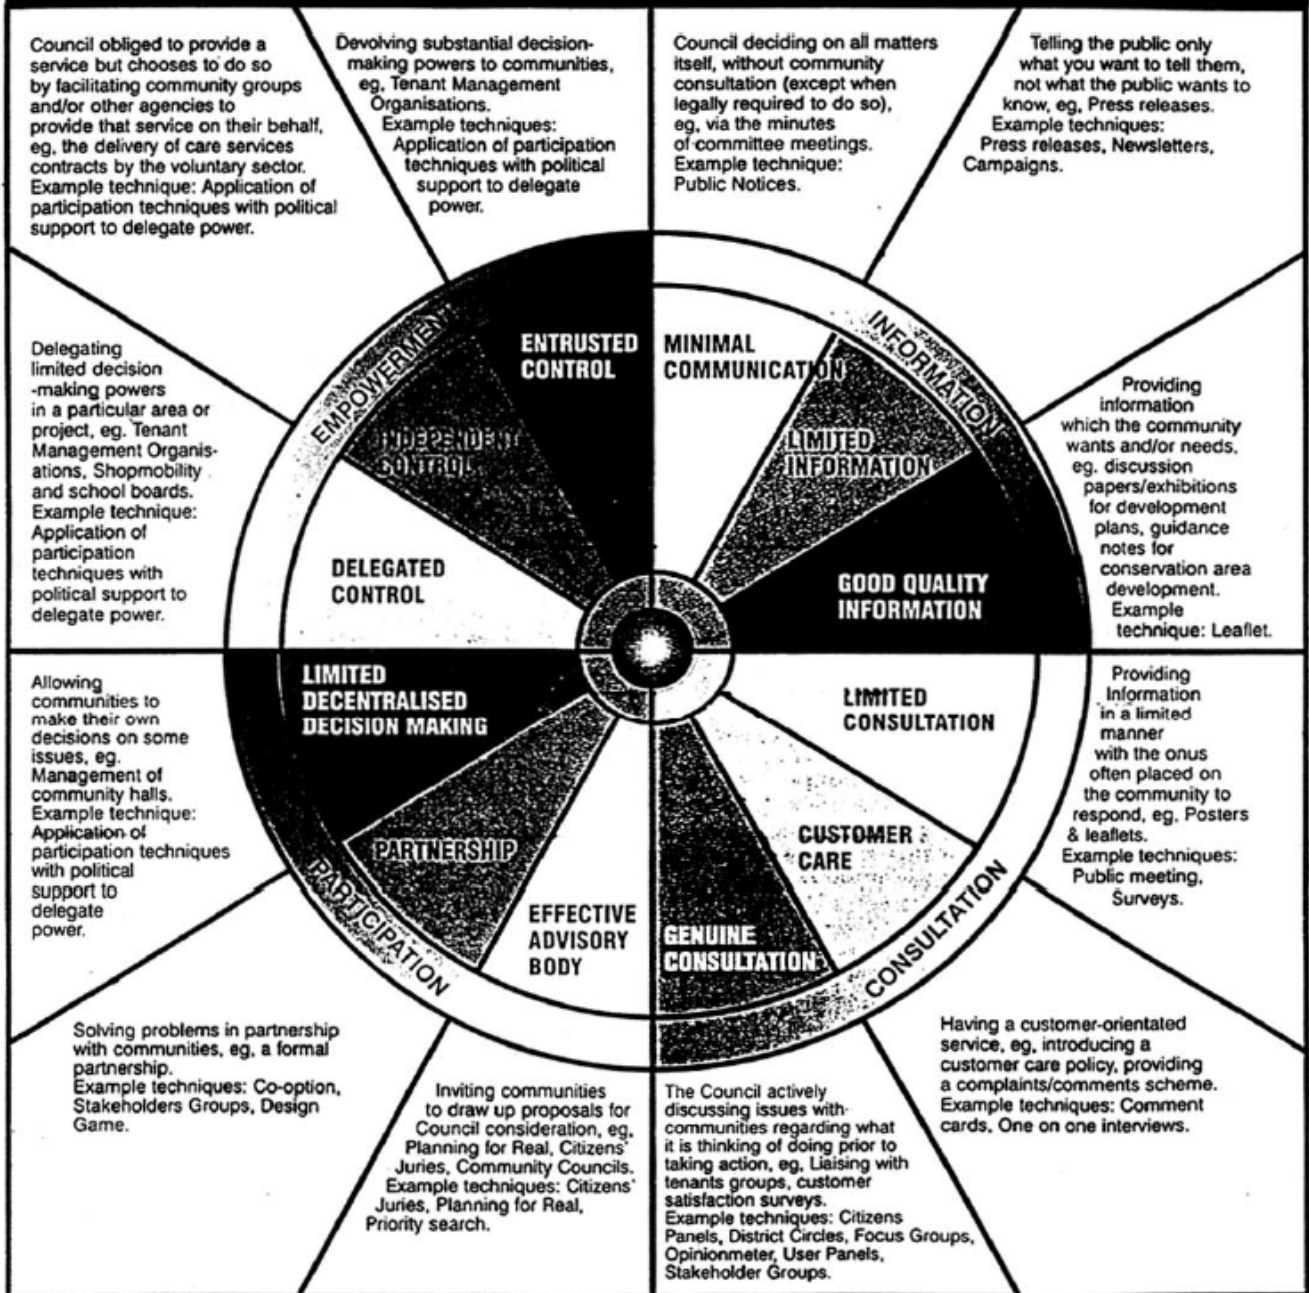 Council obliged to provide a
service but chooses to do so
by facilitating community groups
and/or other agencies to
provide that service on their behalf,
eg, the delivery of care services
contracts by the voluntary sector.
Example technique: Application of
participation techniques with political
support to delegate power.
Devolving substantial decision-
making powers to communities,
eg, Tenant Management
Organisations.
Example techniques:
Application of participation
techniques with political
support to delegate
power.
Council deciding on all matters
itself, without community
consultation (except when
legally required to do so),
eg, via the minutes
of committee meetings.
Example technique:
Public Notices.
Telling the public only
what you want to tell them,
not what the public wants to
know, eg, Press releases.
Example techniques:
Press releases, Newsletters,
Campaigns.
Delegating
limited decision
-making powers
in a particular area or
project, eg. Tenant
Management Organis-
ations, Shopmobility
and school boards.
Example technique:
Application of
participation
techniques with
political support to
delegate power.
EMPOWERMENT
INDEPENDENT
CONTROL
ENTRUSTED
CONTROL
DELEGATED
CONTROL
MINIMAL
COMMUNICATION
INFORMATION
LIMITED
INFORMATION
GOOD QUALITY
INFORMATION
Providing
information
which the community
wants and/or needs,
eg. discussion
papers/exhibitions
for development
plans, guidance
notes for
conservation area
development.
Example
technique: Leaflet.
Allowing
communities to
make their own
decisions on some
issues, eg.
Management of
community halls.
Example technique:
Application of
participation techniques
with political
support to
delegate
power.
LIMITED
DECENTRALISED
DECISION MAKING
PARTNERSHIP
PARTICIPATION
EFFECTIVE
ADVISORY
BODY
LIMITED
CONSULTATION
CUSTOMER
CARE
GENUINE
CONSULTATION
CONSULTATION
Providing
Information
in a limited
manner
with the onus
often placed on
the community to
respond, eg, Posters
& leaflets.
Example techniques:
Public meeting,
Surveys.
Solving problems in partnership
with communities, eg, a formal
partnership.
Example techniques: Co-option,
Stakeholders Groups, Design
Game.
Inviting communities
to draw up proposals for
Council consideration, eg,
Planning for Real, Citizens'
Juries, Community Councils.
Example techniques: Citizens'
Juries, Planning for Real,
Priority search.
The Council actively
discussing issues with
communities regarding what
it is thinking of doing prior to
taking action, eg, Liaising with
tenants groups, customer
satisfaction surveys.
Example techniques: Citizens
Panels, District Circles, Focus Groups,
Opinionmeter, User Panels,
Stakeholder Groups.
Having a customer-orientated
service, eg, introducing a
customer care policy, providing
a complaints/comments scheme.
Example techniques: Comment
cards, One on one interviews.